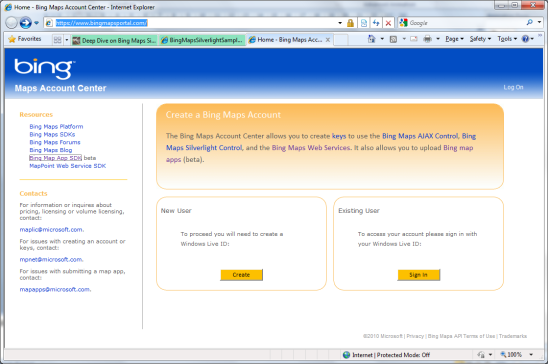 Home - Bing Maps Account Center - Internet Explorer
https://www.bingmapsportal.com/
Google
Favorites
Deep Dive on Bing Maps Si...
BingMapsSilverlightSampl...
Home - Bing Maps Acc...
Page
Safety
Tools
bing
Maps Account Center
Log On
Resources
Bing Maps Platform
Bing Maps SDKs
Bing Maps Forums
Bing Maps Blog
Bing Map App SDK beta
MapPoint Web Service SDK
Contacts
For information or inquires about
pricing, licensing or volume licensing,
contact:
maplic@microsoft.com.
For issues with creating an account or
keys, contact:
mpnet@microsoft.com.
For issues with submitting a map app,
contact:
mapapps@microsoft.com.
Create a Bing Maps Account
The Bing Maps Account Center allows you to create keys to use the Bing Maps AJAX Control, Bing
Maps Silverlight Control, and the Bing Maps Web Services. It also allows you to upload Bing map
apps (beta).
New User
To proceed you will need to create a
Windows Live ID:
Create
Existing User
To access your account please sign in with
your Windows Live ID:
Sign in
©2010 Microsoft | Privacy | Bing Maps API Terms of Use | Trademarks
Internet | Protected Mode: Off
100%